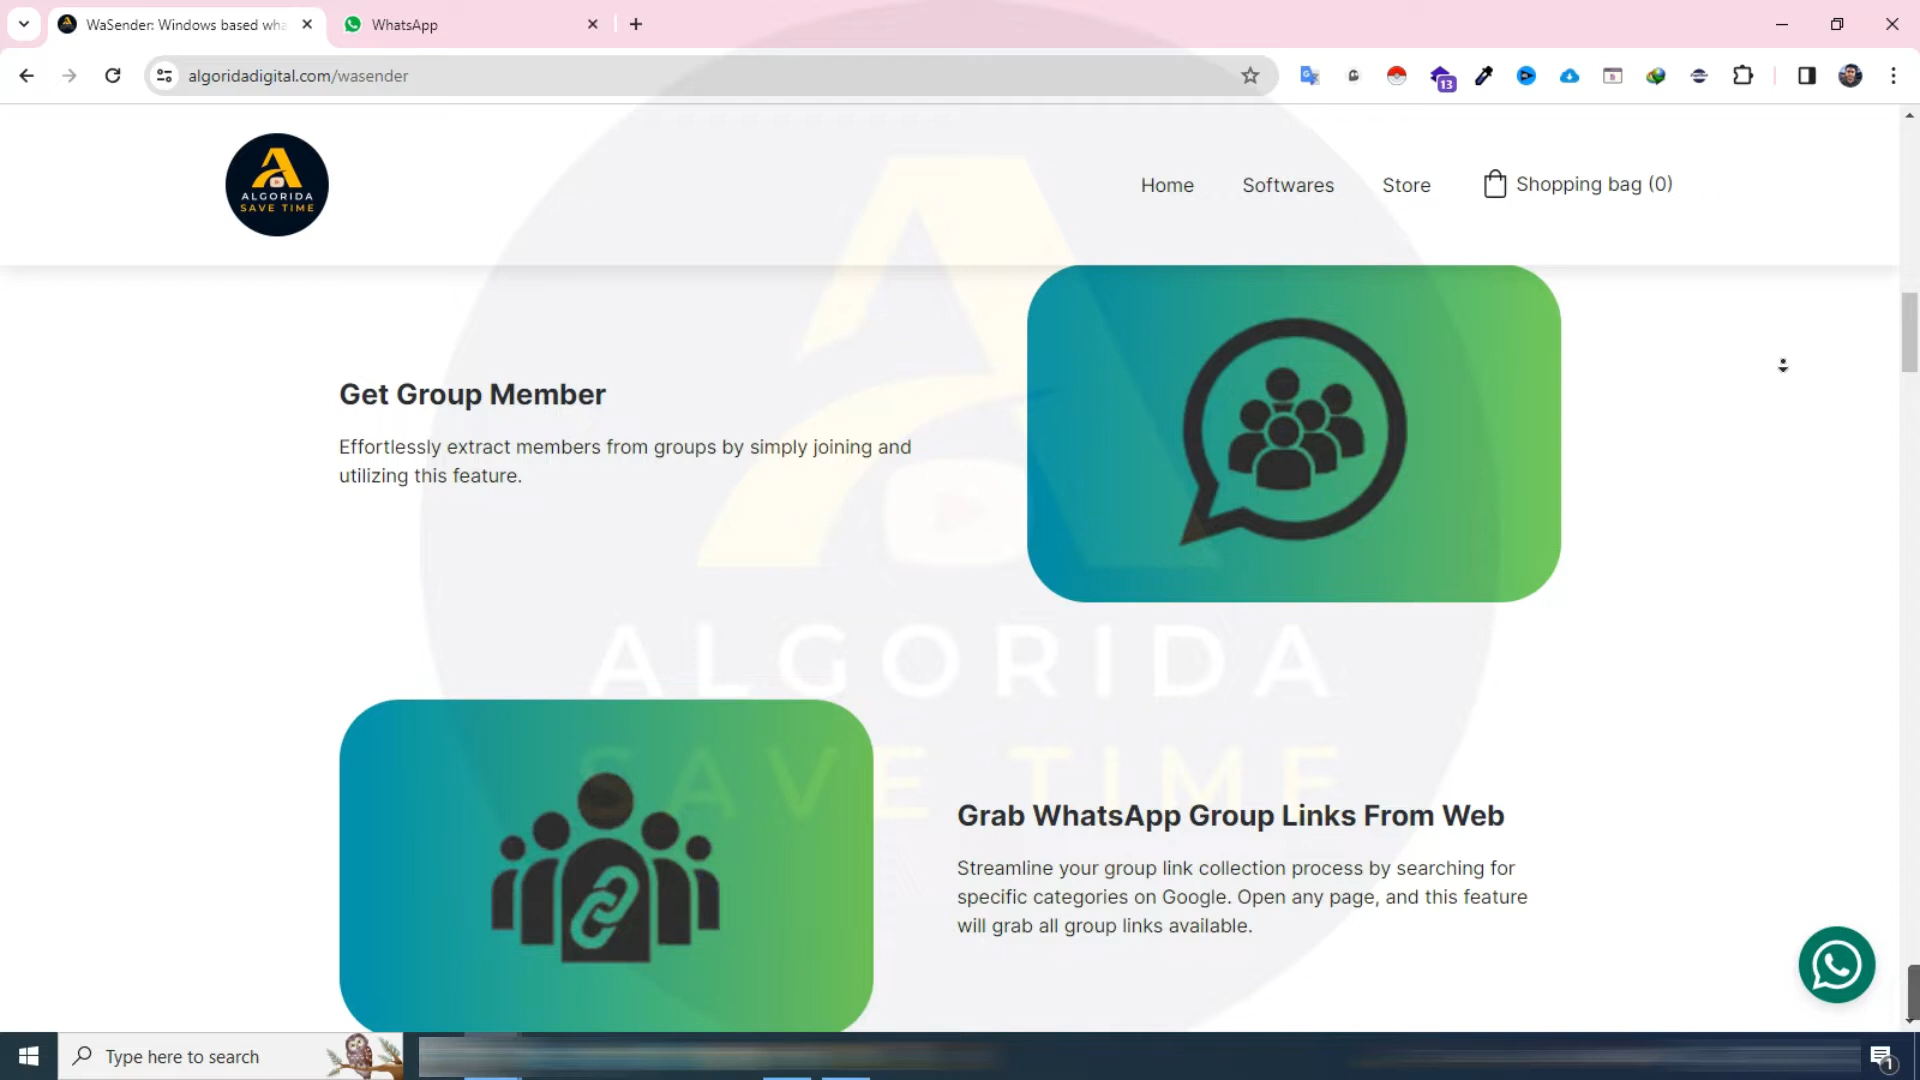 WaSender: Windows based wha
WhatsApp
algoridadigital.com/wasender
13
ALGORIDA
SAVE TIME
Home
Softwares
Store
Shopping bag (0)
Get Group Member
Effortlessly extract members from groups by simply joining and
utilizing this feature.
ALGORIDA
SAVE TIME
Grab WhatsApp Group Links From Web
Streamline your group link collection process by searching for
specific categories on Google. Open any page, and this feature
will grab all group links available.
Type here to search
1